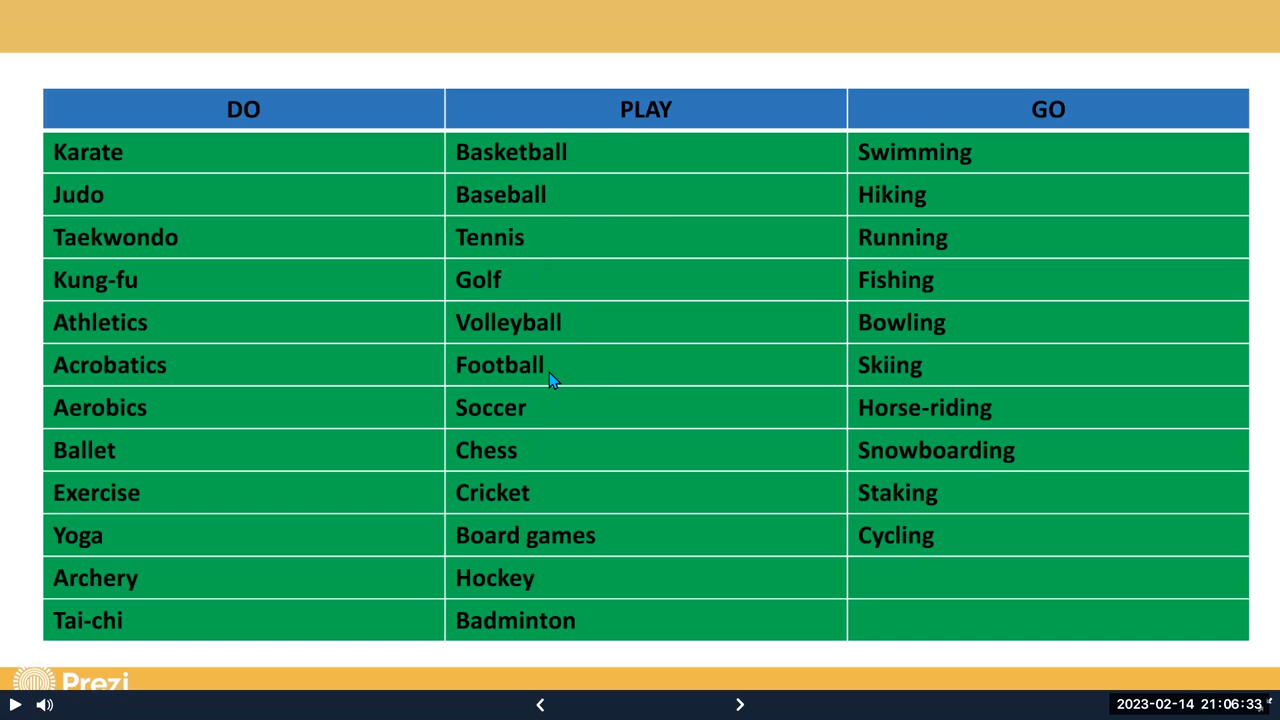 DO PLAY GO
Karate Basketball Swimming
Judo Baseball Hiking
Taekwondo Tennis Running
Kung-fu Golf Fishing
Athletics Volleyball Bowling
Acrobatics Football Skiing
Aerobics Soccer Horse-riding
Ballet Chess Snowboarding
Exercise Cricket Staking
Yoga Board games Cycling
Archery Hockey
Tai-chi Badminton
Prezi
2023-02-14 21:06:33